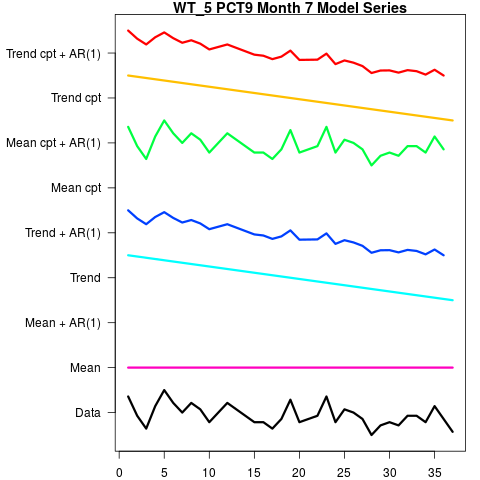 WT_5 PCT9 Month 7 Model Series
Trend cpt + AR(1)
Trend cpt
Mean cpt + AR(1)
Mean cpt
Trend + AR(1)
Trend
Mean + AR(1)
Mean
Data
0 5 10 15 20 25 30 35